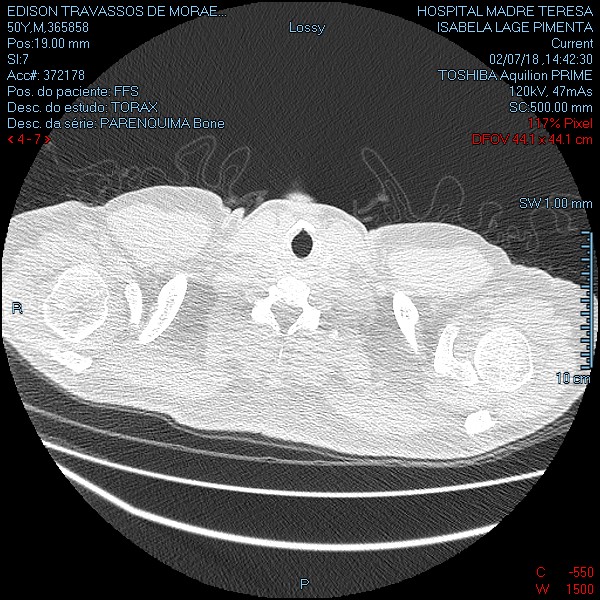 EDISON TRAVASSOS DE MORAE...
50Y,M,365858
Pos:19.00 mm
SI:7
Acc#: 372178
Pos. do paciente: FFS
Desc. do estudo: TORAX
Desc. da série: PARENQUIMA Bone
< 4 - 7 >
Lossy
HOSPITAL MADRE TERESA
ISABELA LAGE PIMENTA
Current
02/07/18 ,14:42:30
TOSHIBA Aquilion PRIME
120kV, 47mAs
SC:500.00 mm
117% Pixel
DFOV 44.1 x 44.1 cm
SW:1.00 mm
R
10 cm
P
C -550
W 1500